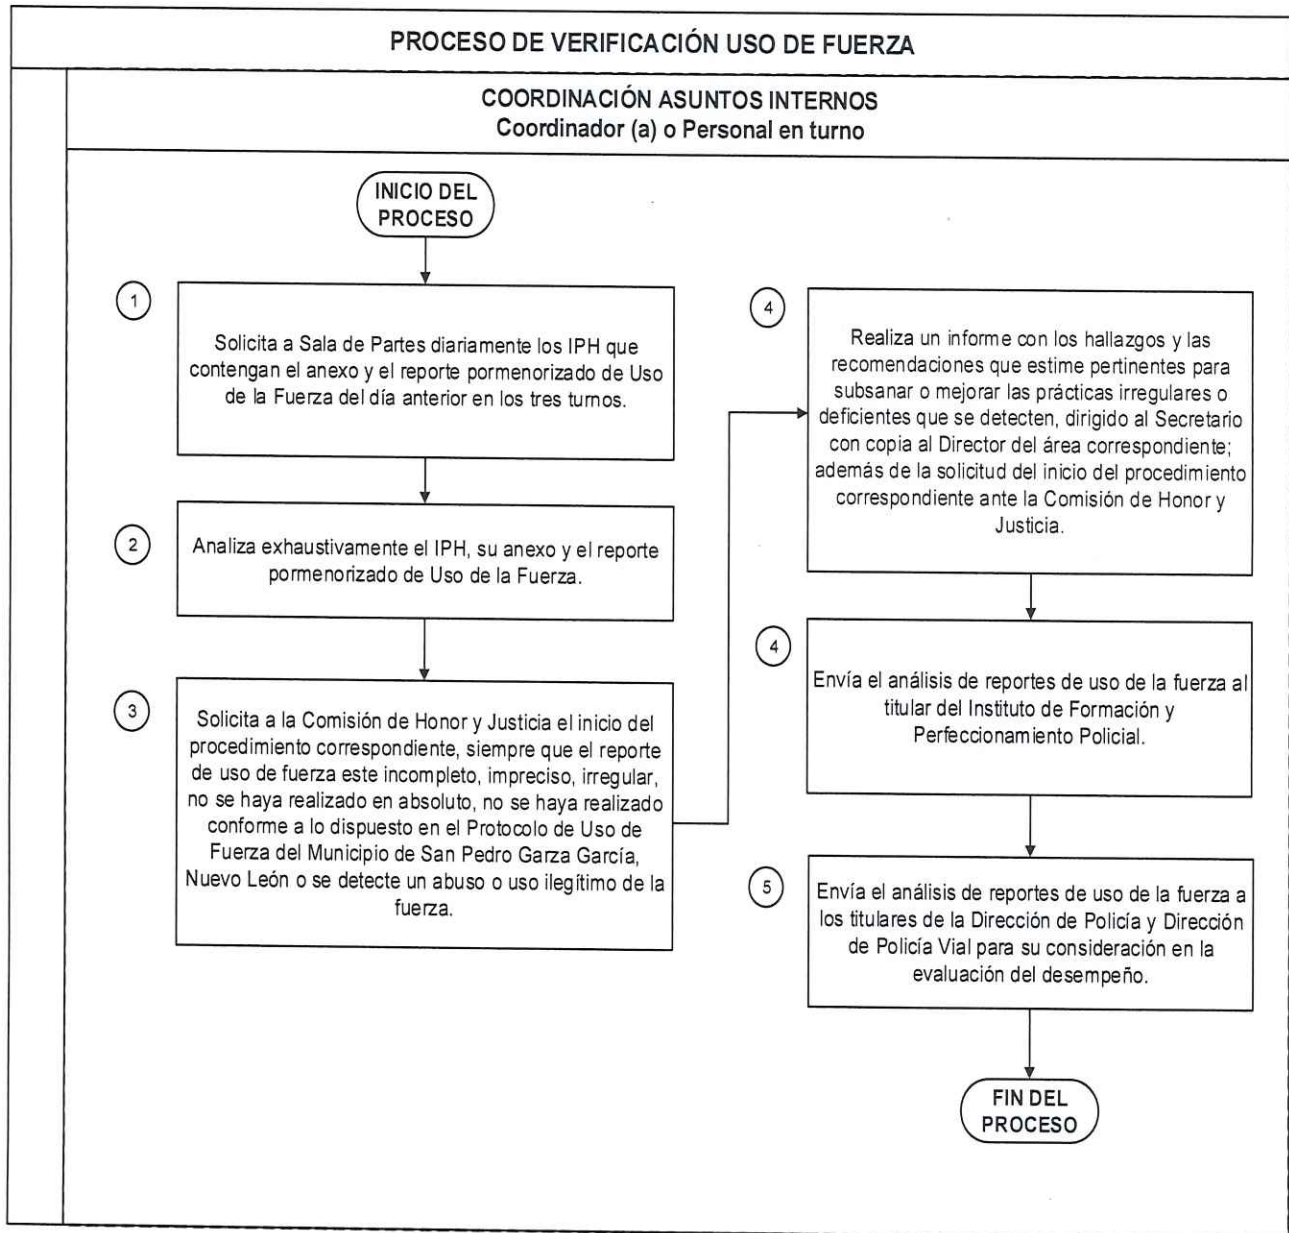 PROCESO DE VERIFICACIÓN USO DE FUERZA
COORDINACIÓN ASUNTOS INTERNOS
Coordinador (a) o Personal en turno
INICIO DEL
PROCESO
1
Solicita a Sala de Partes diariamente los IPH que
contengan el anexo y el reporte pormenorizado de Uso
de la Fuerza del día anterior en los tres turnos.
2
Analiza exhaustivamente el IPH, su anexo y el reporte
pormenorizado de Uso de la Fuerza.
3
Solicita a la Comisión de Honor y Justicia el inicio del
procedimiento correspondiente, siempre que el reporte
de uso de fuerza este incompleto, impreciso, irregular,
no se haya realizado en absoluto, no se haya realizado
conforme a lo dispuesto en el Protocolo de Uso de
Fuerza del Municipio de San Pedro Garza García,
Nuevo León o se detecte un abuso o uso ilegítimo de la
fuerza.
4
Realiza un informe con los hallazgos y las
recomendaciones que estime pertinentes para
subsanar o mejorar las prácticas irregulares o
deficientes que se detecten, dirigido al Secretario
con copia al Director del área correspondiente;
además de la solicitud del inicio del procedimiento
correspondiente ante la Comisión de Honor y
Justicia.
4
Envía el análisis de reportes de uso de la fuerza al
titular del Instituto de Formación y
Perfeccionamiento Policial.
5
Envía el análisis de reportes de uso de la fuerza a
los titulares de la Dirección de Policía y Dirección
de Policía Vial para su consideración en la
evaluación del desempeño.
FIN DEL
PROCESO